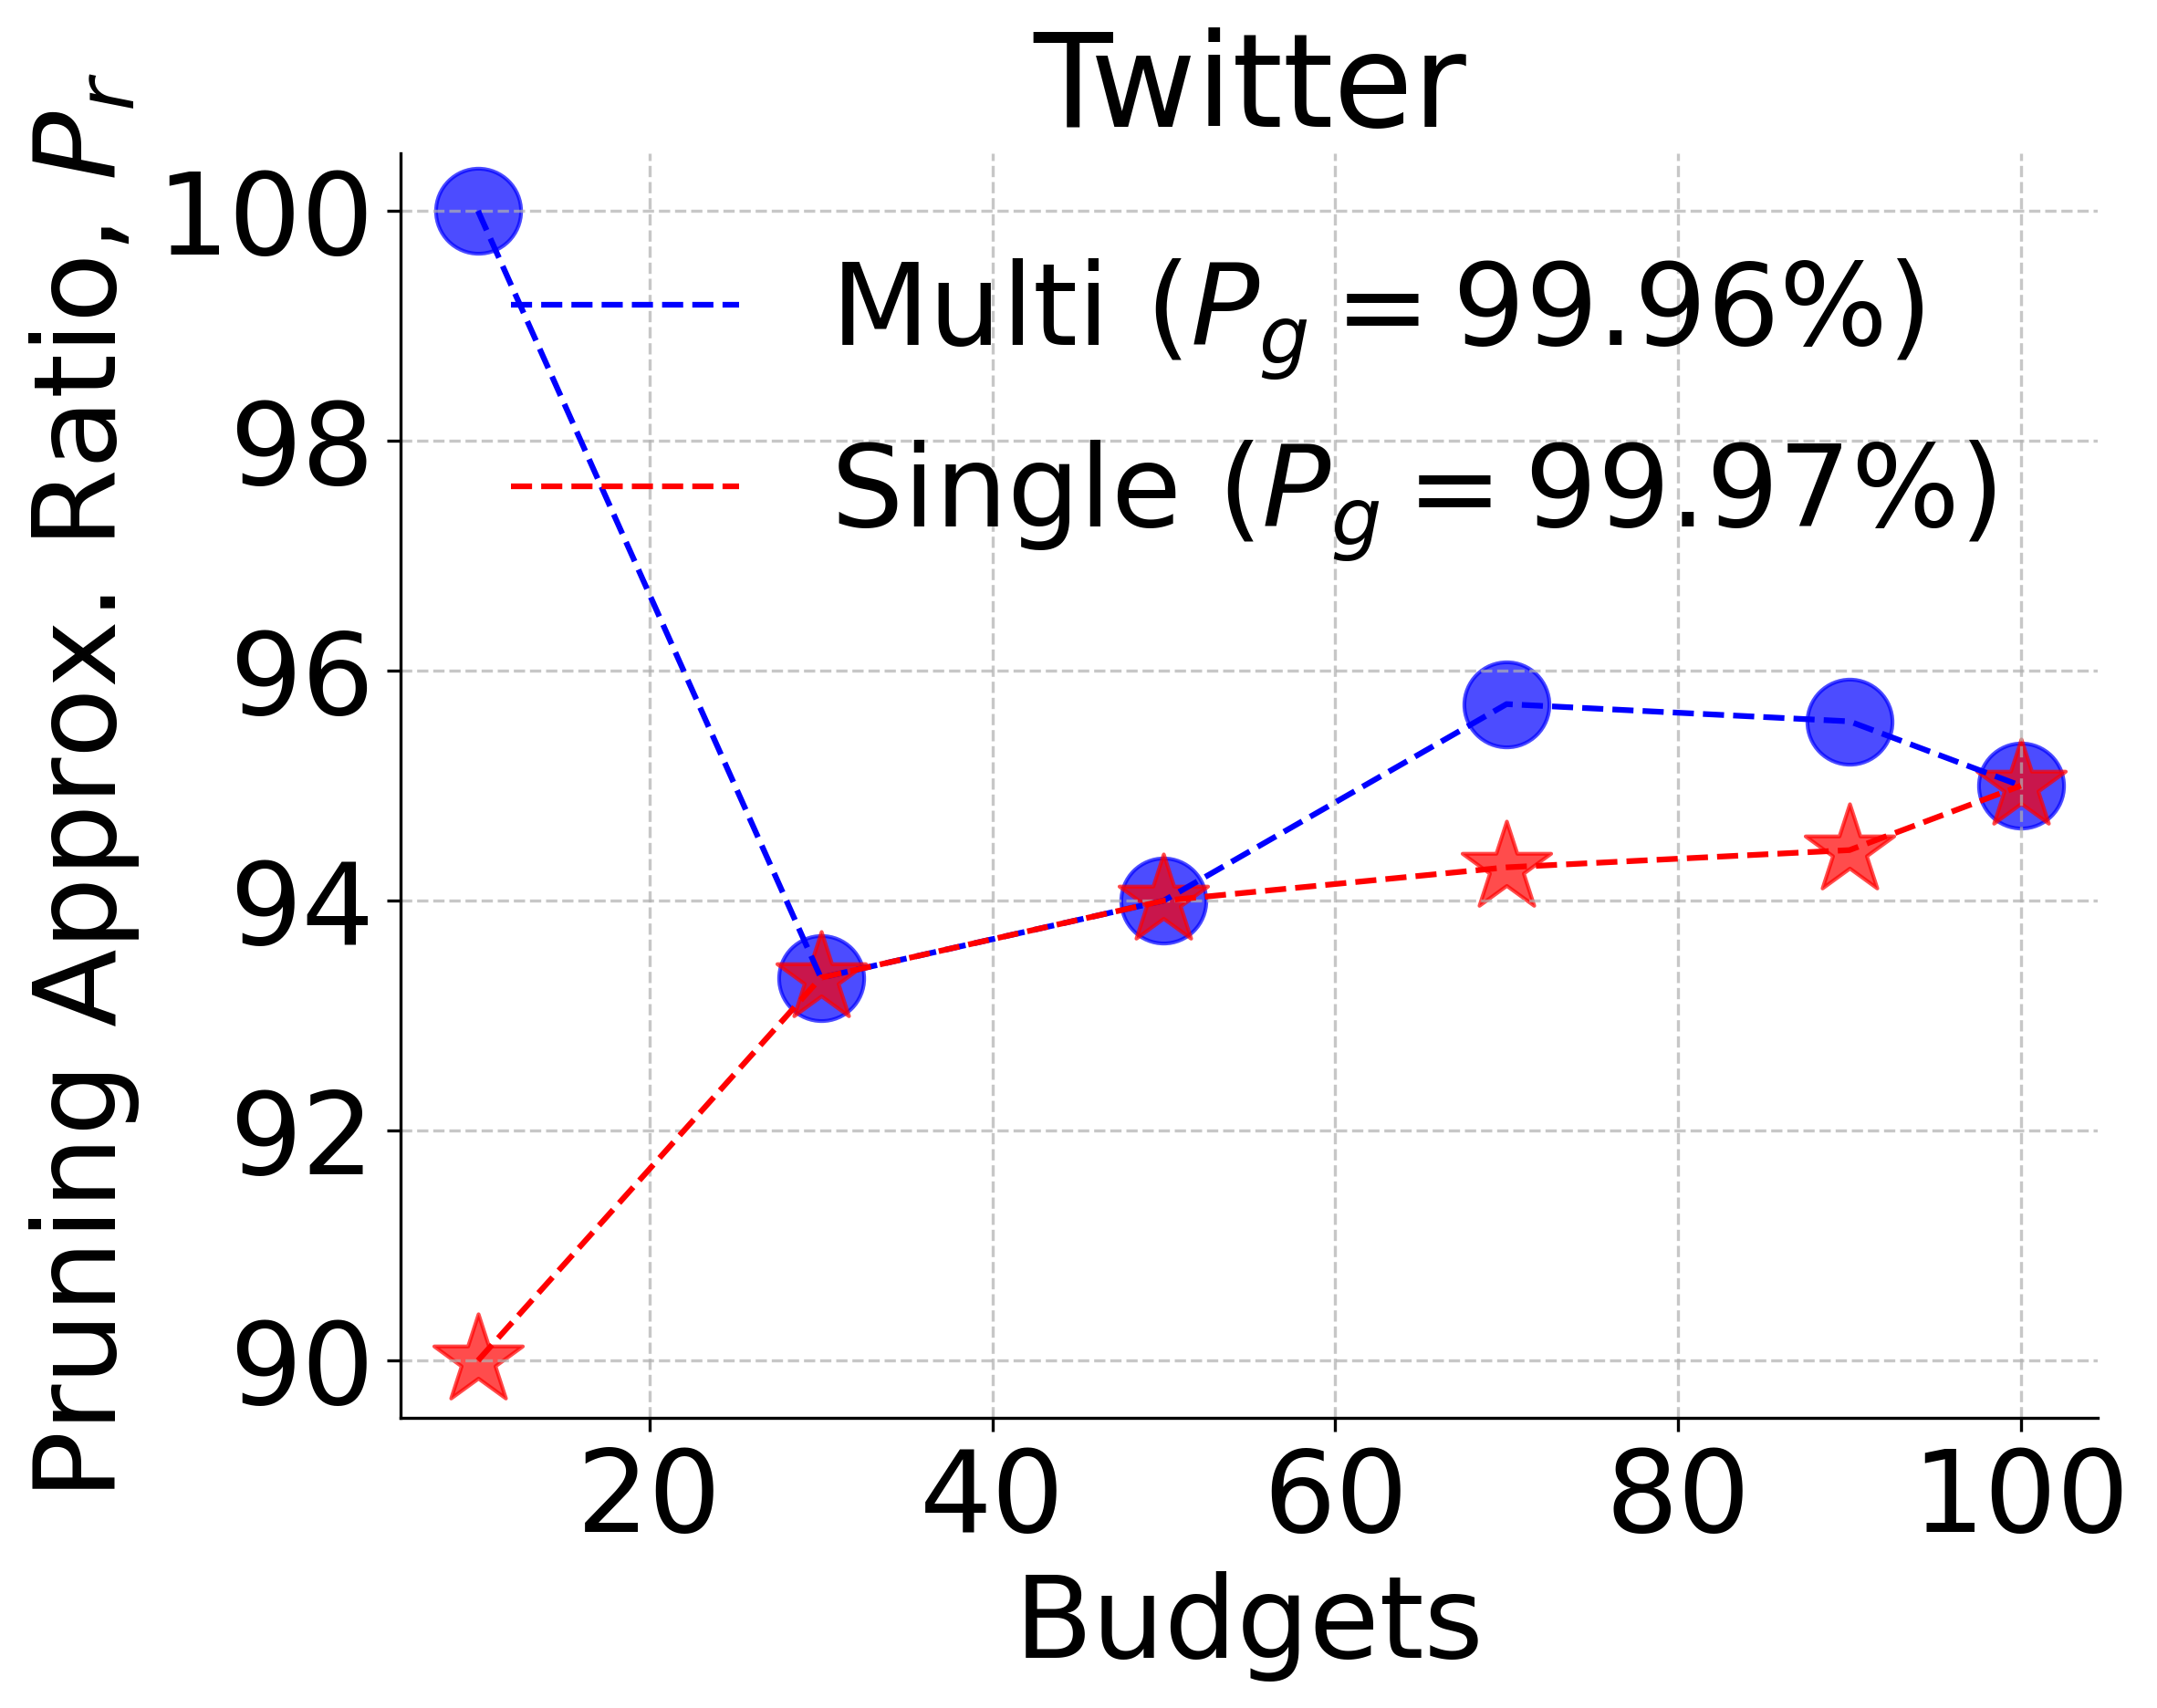 Twitter
Pruning Approx. Ratio, P_r
100
98
96
94
92
90
Multi (P_g = 99.96%)
Single (P_g = 99.97%)
20 40 60 80 100
Budgets